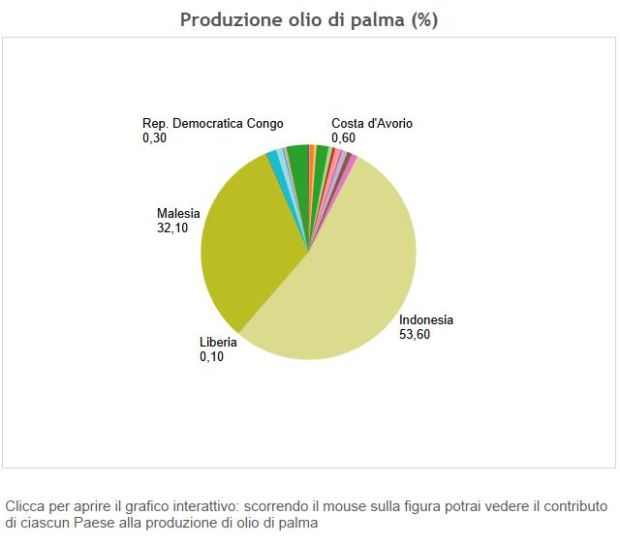 Produzione olio di palma (%)
Rep. Democratica Congo
0,30
Costa d'Avorio
0,60
Malesia
32,10
Indonesia
53,60
Liberia
0,10
Clicca per aprire il grafico interattivo: scorrendo il mouse sulla figura potrai vedere il contributo
di ciascun Paese alla produzione di olio di palma